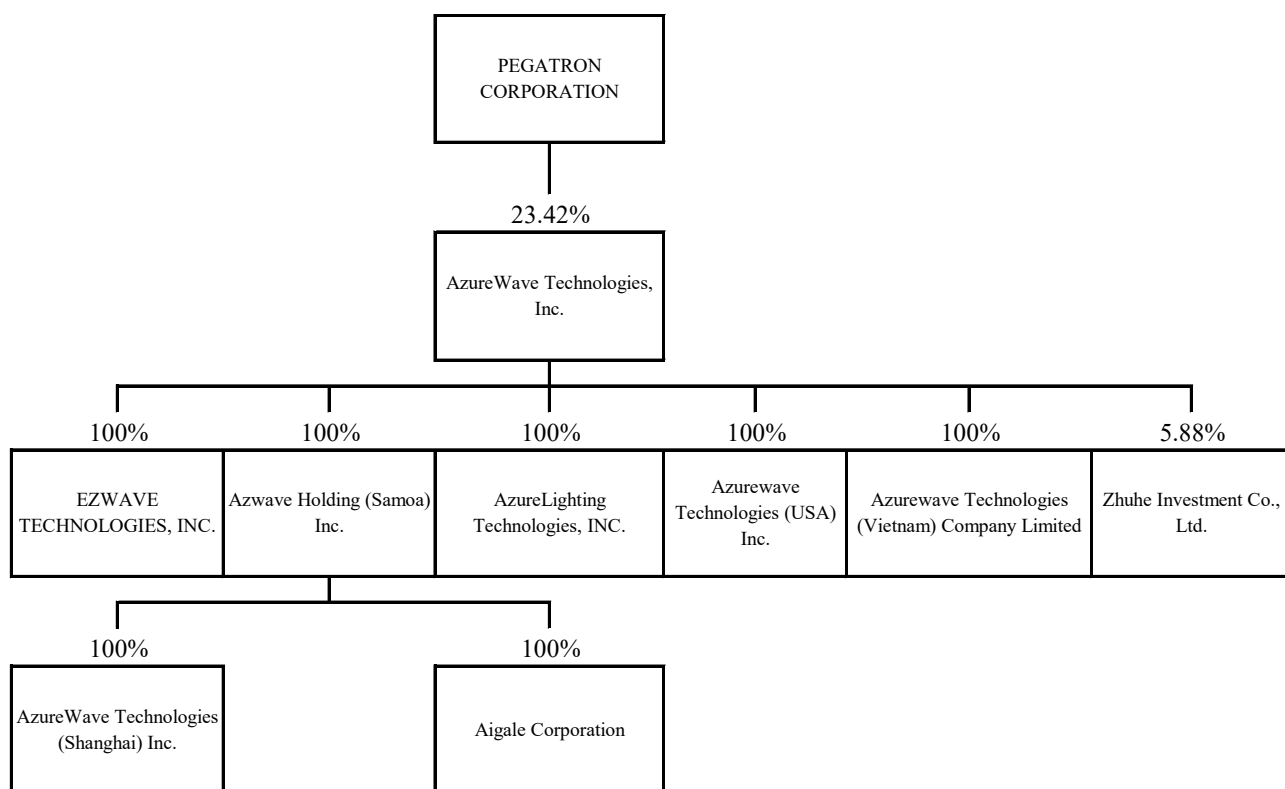 PEGATRON
CORPORATION
23.42%
AzureWave Technologies,
Inc.
100%
100%
100%
100%
100%
5.88%
EZWAVE
TECHNOLOGIES, INC.
Azwave Holding (Samoa)
Inc.
AzureLighting
Technologies, INC.
Azurewave
Technologies (USA)
Inc.
Azurewave Technologies
(Vietnam) Company Limited
Zhuhe Investment Co.,
Ltd.
100%
100%
AzureWave Technologies
(Shanghai) Inc.
Aigale Corporation